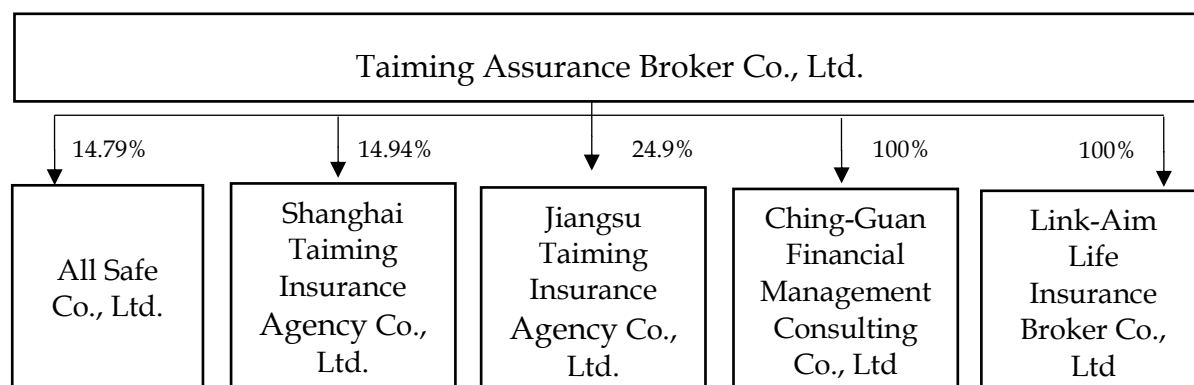 Taiming Assurance Broker Co., Ltd.
14.79%
14.94%
24.9%
100%
100%
All Safe
Co., Ltd.
Shanghai
Taiming
Insurance
Agency Co.,
Ltd.
Jiangsu
Taiming
Insurance
Agency Co.,
Ltd.
Ching-Guan
Financial
Management
Consulting
Co., Ltd
Link-Aim
Life
Insurance
Broker Co.,
Ltd